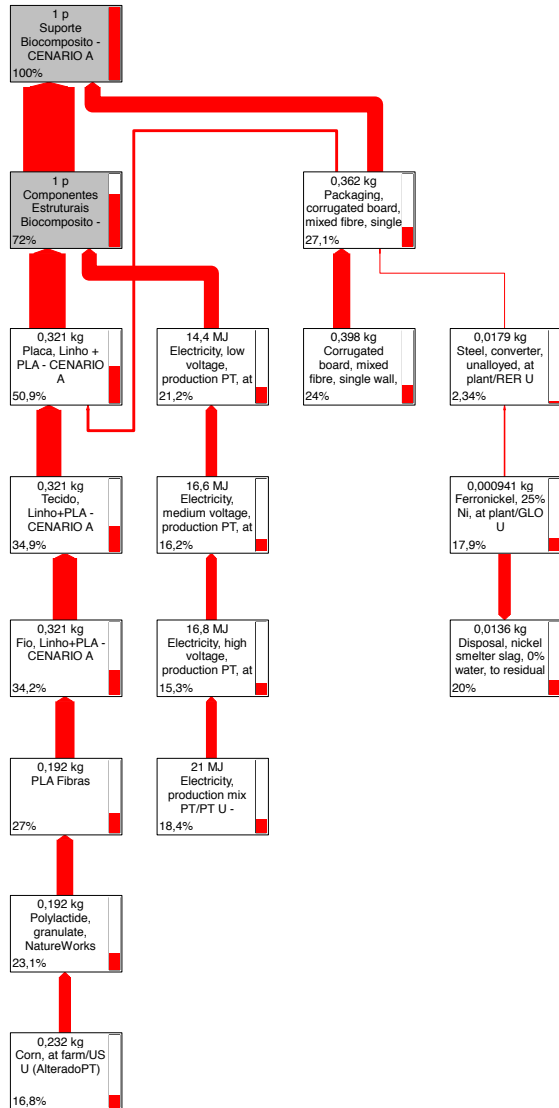 1 p
Suporte
Biocomposito -
CENARIO A
100%
1 p
Componentes
Estruturais
Biocomposito -
72%
0,362 kg
Packaging,
corrugated board,
mixed fibre, single
27,1%
0,321 kg
Placa, Linho +
PLA - CENARIO
A
50,9%
14,4 MJ
Electricity, low
voltage,
production PT, at
21,2%
0,398 kg
Corrugated
board, mixed
fibre, single wall,
24%
0,0179 kg
Steel, converter,
unalloyed, at
plant/RER U
2,34%
0,321 kg
Tecido,
Linho+PLA -
CENARIO A
34,9%
16,6 MJ
Electricity,
medium voltage,
production PT, at
16,2%
0,000941 kg
Ferronickel, 25%
Ni, at plant/GLO
U
17,9%
0,321 kg
Fio, Linho+PLA -
CENARIO A
34,2%
16,8 MJ
Electricity, high
voltage,
production PT, at
15,3%
0,0136 kg
Disposal, nickel
smelter slag, 0%
water, to residual
20%
0,192 kg
PLA Fibras
27%
21 MJ
Electricity,
production mix
PT/PT U -
18,4%
0,192 kg
Polylactide,
granulate,
NatureWorks
23,1%
0,232 kg
Corn, at farm/US
U (AlteradoPT)
16,8%